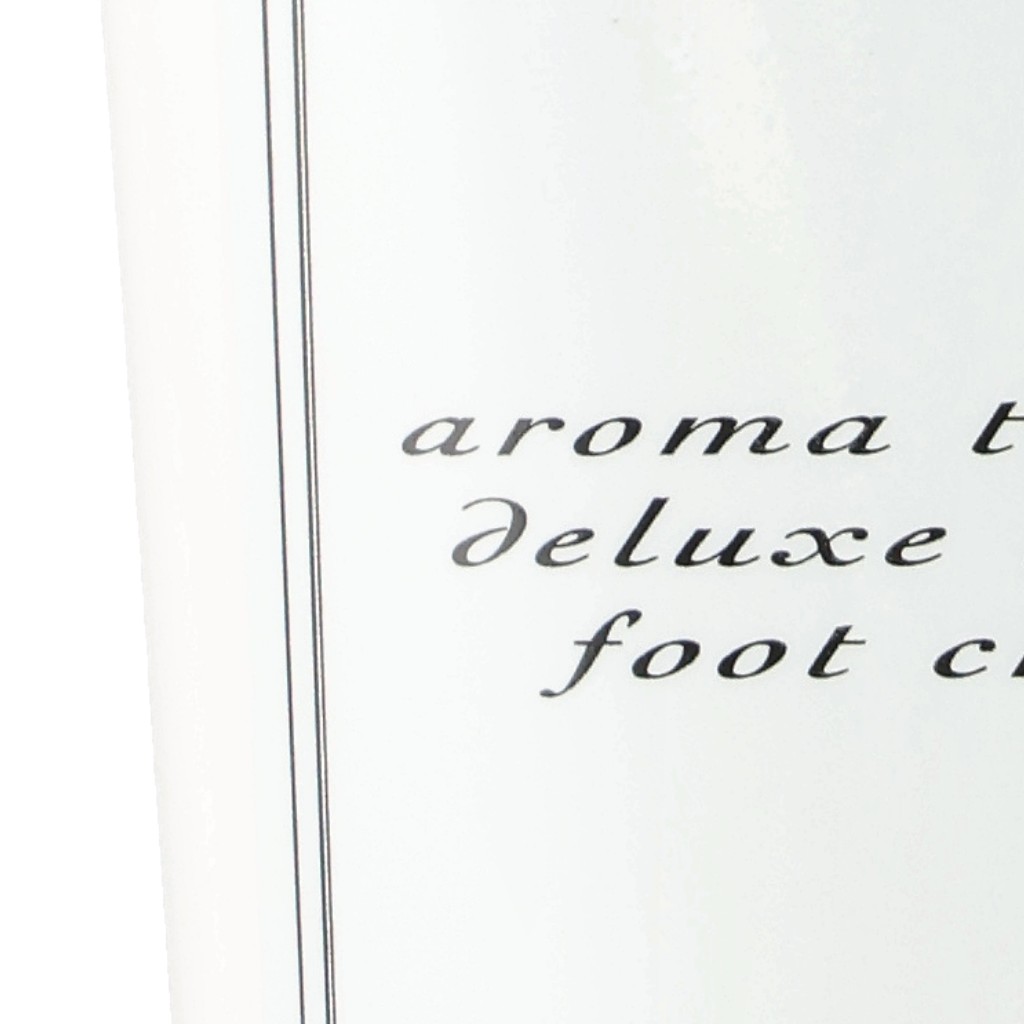 aroma t
deluxe
foot c